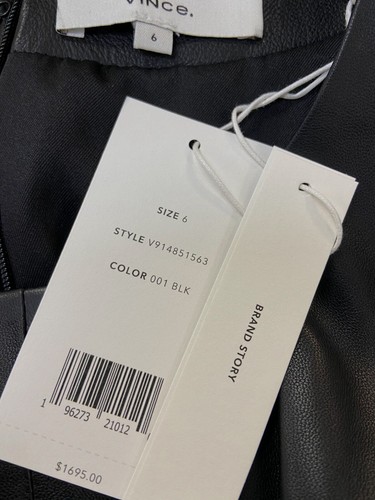 VINce.
6
SIZE 6
STYLE V914851563
COLOR 001 BLK
1 96273 21012
$1695.00
BRAND STORY